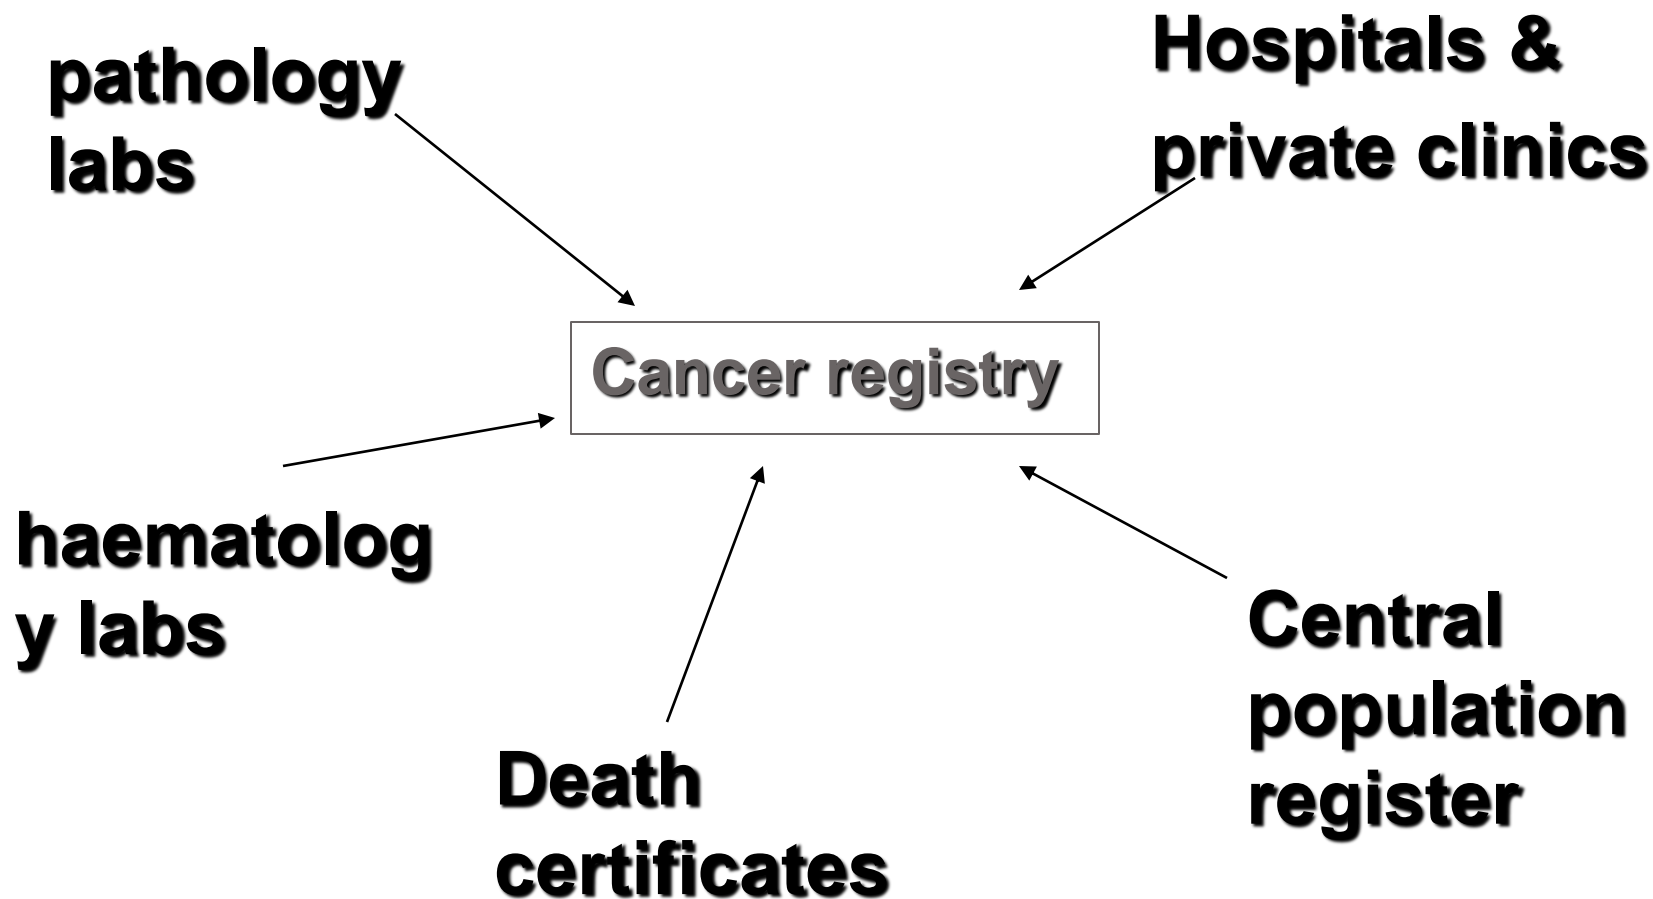 pathology
labs
Hospitals &
private clinics
Cancer registry
haematolog
y labs
Death
certificates
Central
population
register